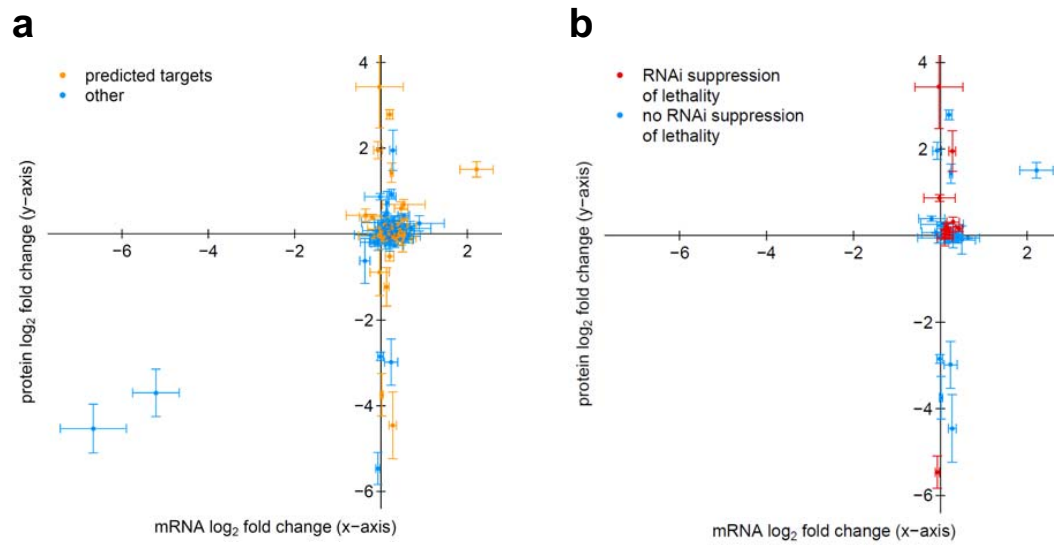 a
predicted targets
other
4
2
−6
−4
−2
2
−2
−4
−6
protein log2 fold change (y−axis)
mRNA log2 fold change (x−axis)
b
RNAi suppression
of lethality
no RNAi suppression
of lethality
4
2
−6
−4
−2
2
−2
−4
−6
protein log2 fold change (y−axis)
mRNA log2 fold change (x−axis)